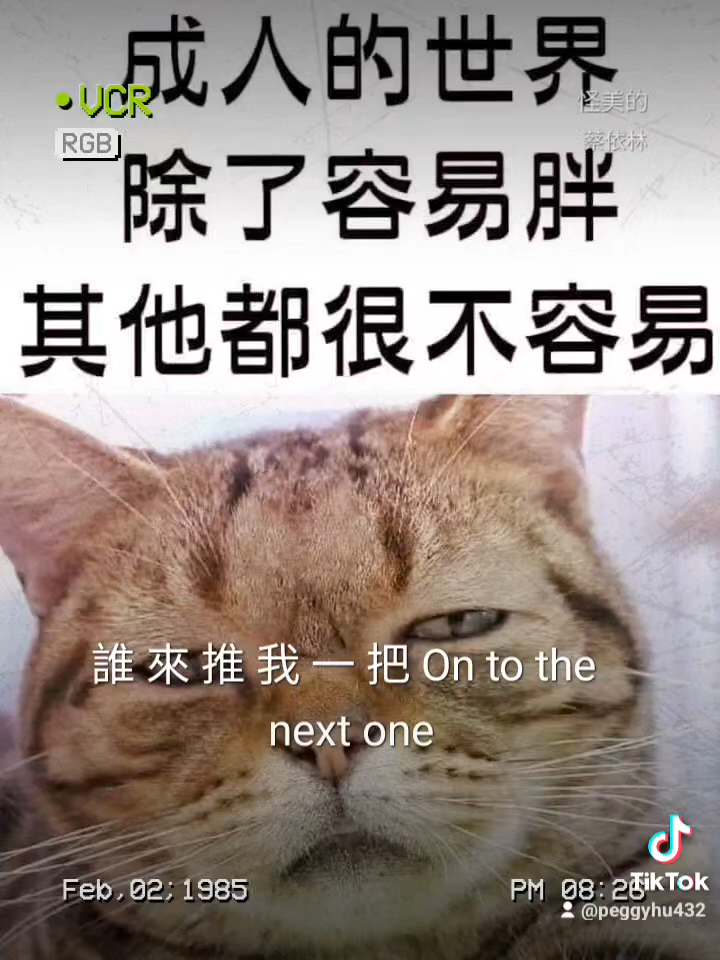 成人的世界
•VCR
怪美的
RGB
蔡依林
除了容易胖
其他都很不容易
誰來推我一把 On to the
next one
Feb,02;1985
PM 08:26
TikTok
@peggyhu432